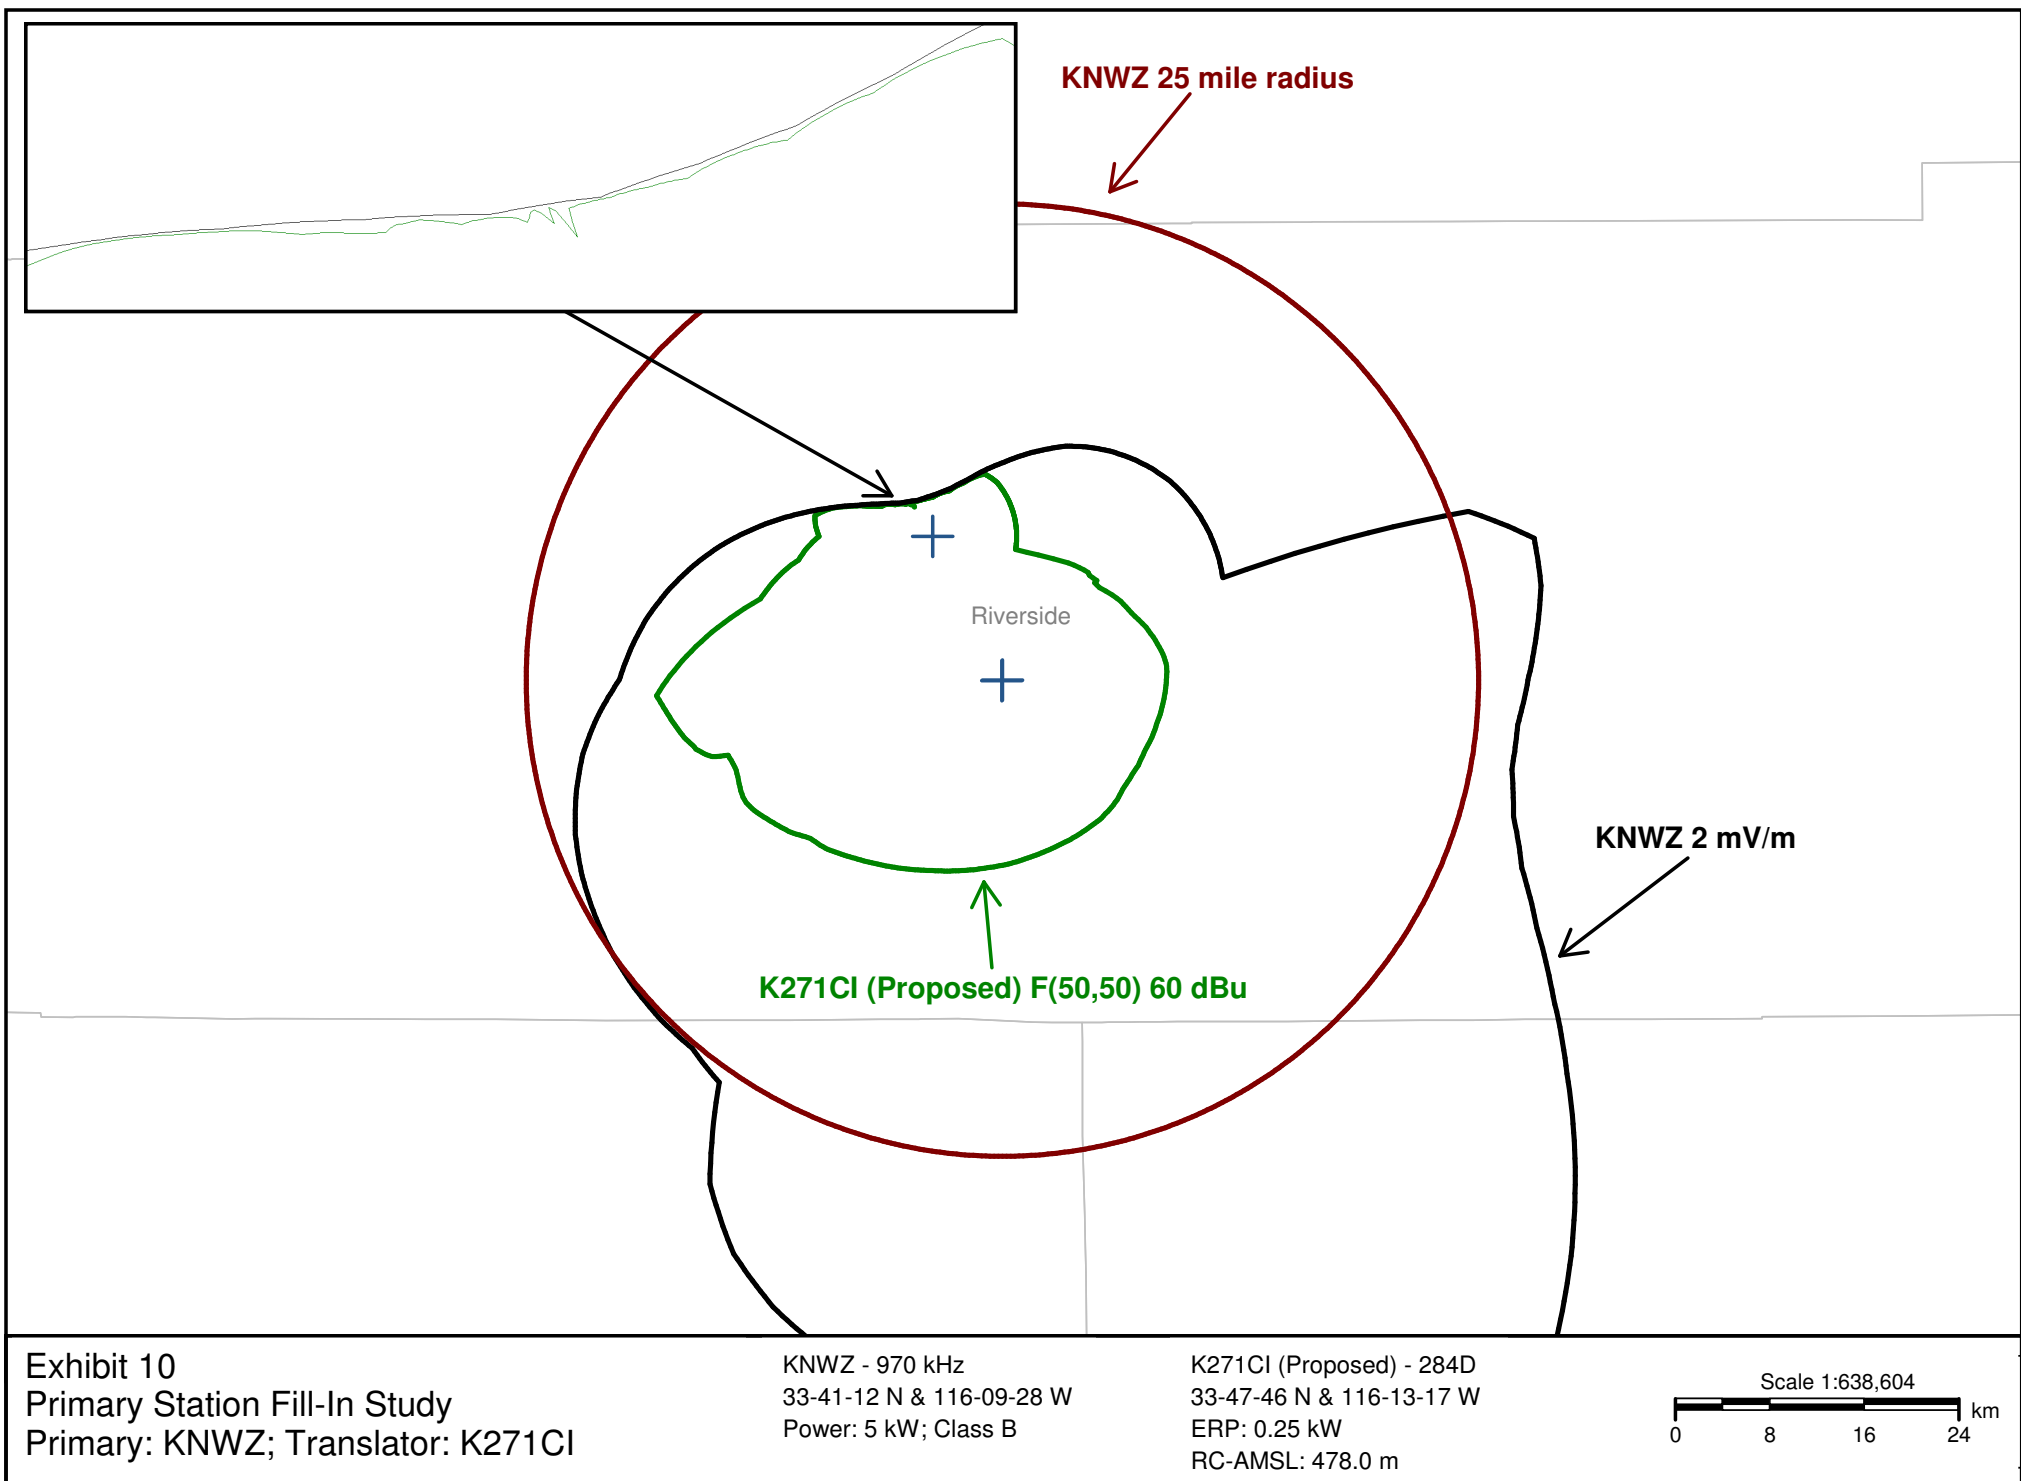 KNWZ 25 mile radius
Riverside
KNWZ 2 mV/m
K271CI (Proposed) F(50,50) 60 dBu
Exhibit 10
Primary Station Fill-In Study
Primary: KNWZ; Translator: K271CI
KNWZ - 970 kHz
33-41-12 N & 116-09-28 W
Power: 5 kW; Class B
K271CI (Proposed) - 284D
33-47-46 N & 116-13-17 W
ERP: 0.25 kW
RC-AMSL: 478.0 m
Scale 1:638,604
km
0 8 16 24